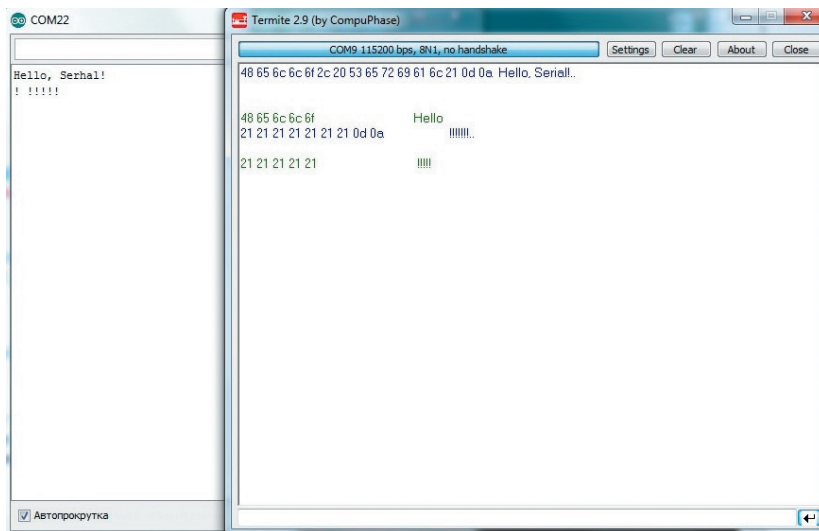 COM22
Hello, Serhal!
! !!!!!
Автопрокрутка
Termite 2.9 (by CompuPhase)
COM9 115200 bps, 8N1, no handshake
Settings
Clear
About
Close
48 65 6c 6c 6f 2c 20 53 65 72 69 61 6c 21 0d 0a Hello, Serial!..
48 65 6c 6c 6f Hello
21 21 21 21 21 21 21 0d 0a !!!!!!!..
21 21 21 21 21 !!!!!